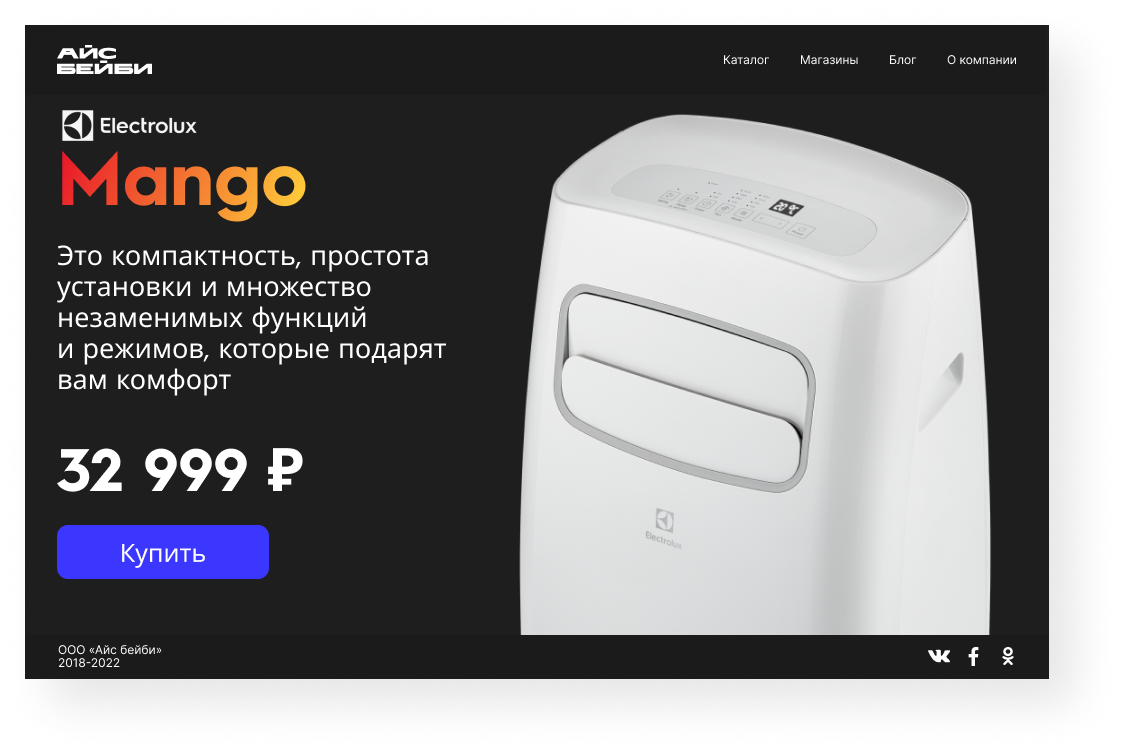 АЙС
БЕЙБИ
Каталог Магазины Блог О компании
Electrolux
Mango
Это компактность, простота
установки и множество
незаменимых функций
и режимов, которые подарят
вам комфорт
32 999 ₽
Купить
Electrolux
ООО «Айс бейби»
2018-2022